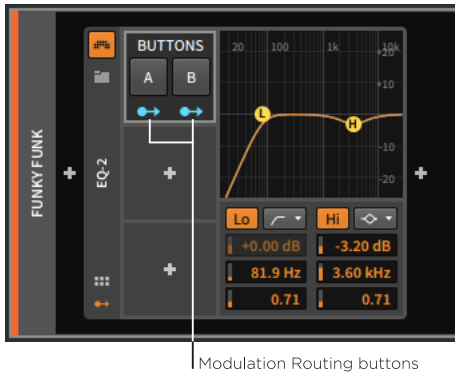 FUNKY FUNK
EQ-2
BUTTONS
A B
20 100 1k 10k
+20
+10
-10
-20
L
H
Lo Hi
+0.00 dB -3.20 dB
81.9 Hz 3.60 kHz
0.71 0.71
Modulation Routing buttons